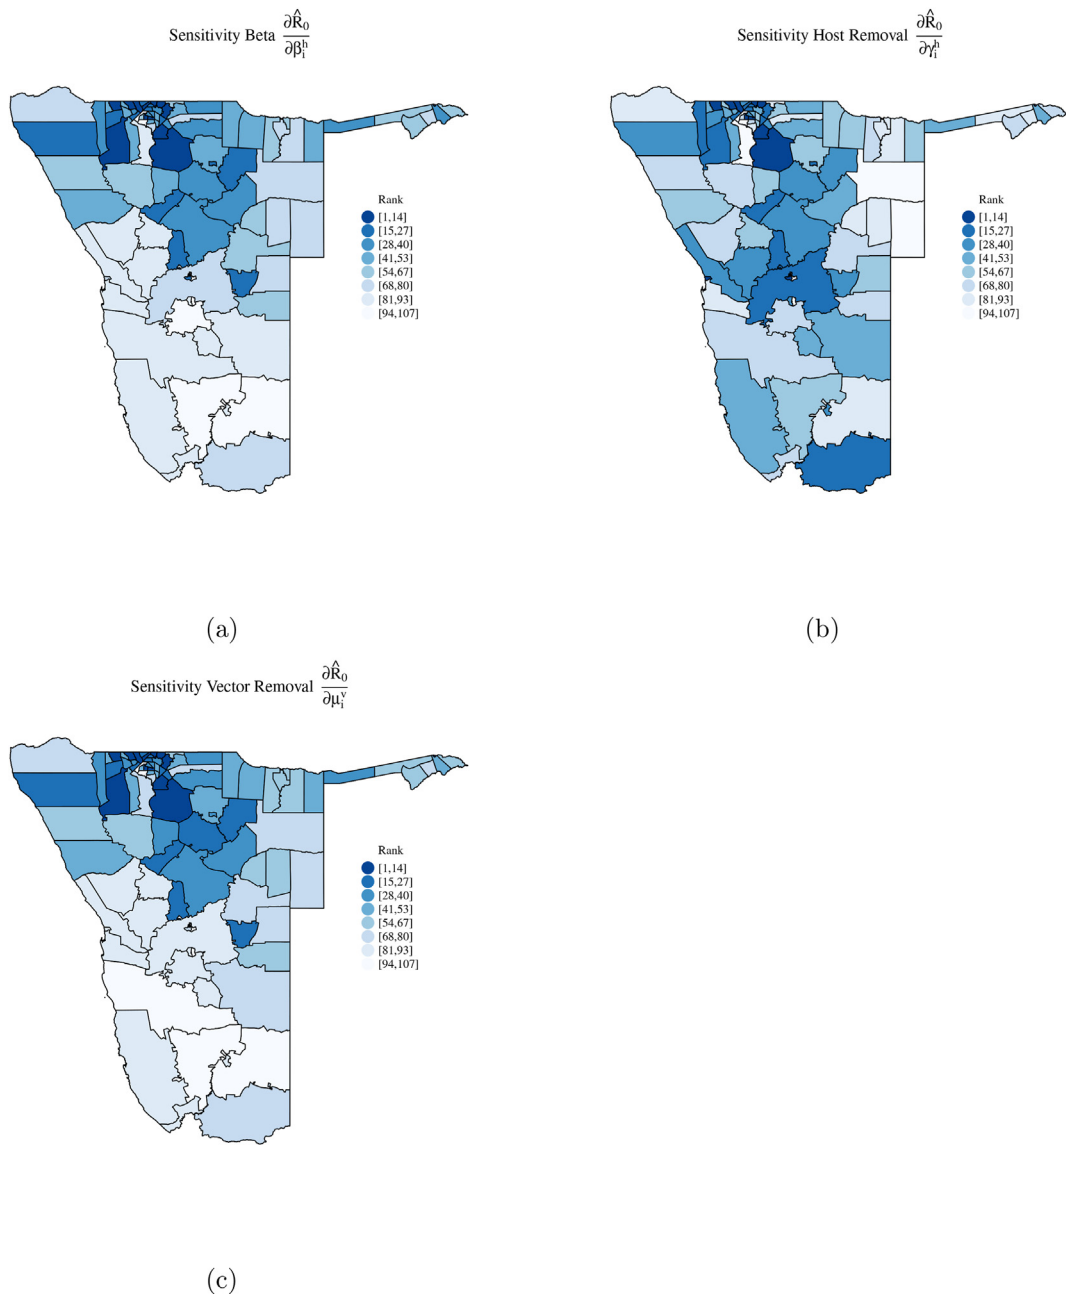 Sensitivity Beta ∂R̂₀/∂βᵢʰ
Rank
[1,14]
[15,27]
[28,40]
[41,53]
[54,67]
[68,80]
[81,93]
[94,107]
(a)
Sensitivity Host Removal ∂R̂₀/∂γᵢʰ
Rank
[1,14]
[15,27]
[28,40]
[41,53]
[54,67]
[68,80]
[81,93]
[94,107]
(b)
Sensitivity Vector Removal ∂R̂₀/∂μᵢᵛ
Rank
[1,14]
[15,27]
[28,40]
[41,53]
[54,67]
[68,80]
[81,93]
[94,107]
(c)